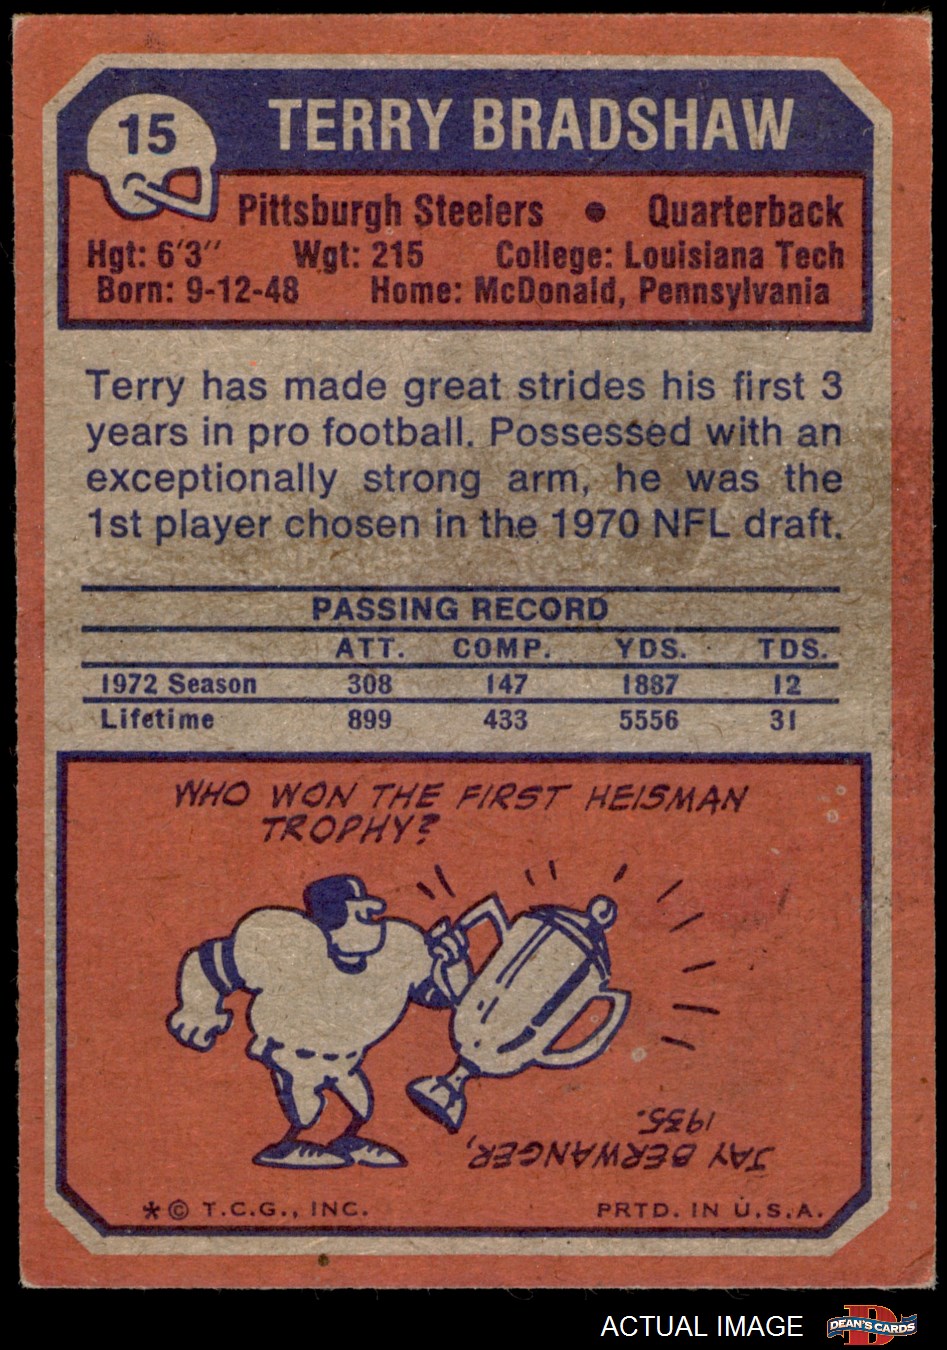 15
TERRY BRADSHAW
Pittsburgh Steelers • Quarterback
Hgt: 6'3" Wgt: 215 College: Louisiana Tech
Born: 9-12-48 Home: McDonald, Pennsylvania
Terry has made great strides his first 3
years in pro football. Possessed with an
exceptionally strong arm, he was the
1st player chosen in the 1970 NFL draft.
PASSING RECORD
ATT. COMP. YDS. TDS.
1972 Season 308 147 1887 12
Lifetime 899 433 5556 31
WHO WON THE FIRST HEISMAN
TROPHY?
JAY BERWANGER,
1935.
*© T.C.G., INC. PRTD. IN U.S.A.
ACTUAL IMAGE
D
DEAN'S CARDS